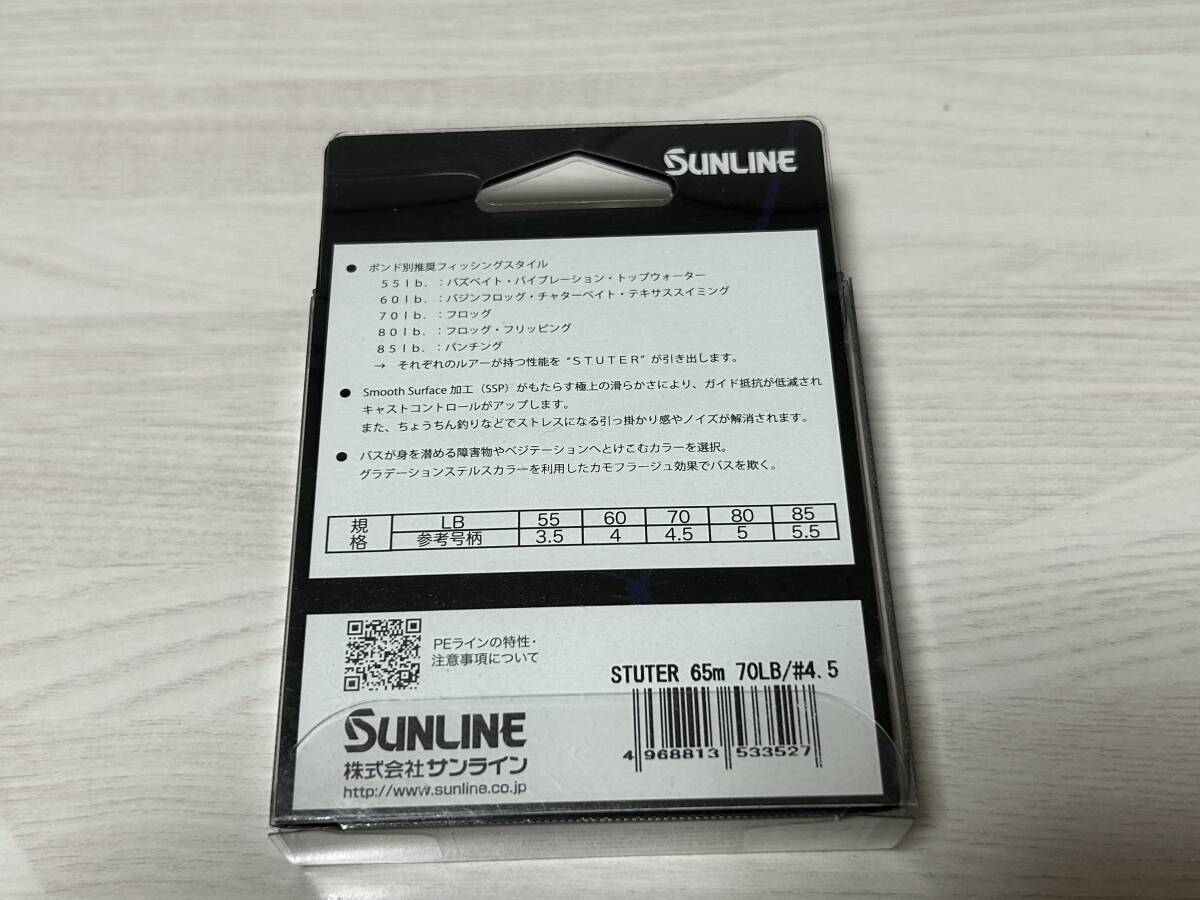 SUNLINE
● ポンド別推奨フィッシングスタイル
55lb.:バズベイト・バイブレーション・トップウォーター
60lb.:バジンフロッグ・チャターベイト・テキサススイミング
70lb.:フロッグ
80lb.:フロッグ・フリッピング
85lb.:パンチング
→ それぞれのルアーが持つ性能を“STUTER”が引き出します。
● Smooth Surface 加工(SSP)がもたらす極上の滑らかさにより、ガイド抵抗が低減され
キャストコントロールがアップします。
また、ちょうちん釣りなどでストレスになる引っ掛かり感やノイズが解消されます。
● バスが身を潜める障害物やベジテーションへとけこむカラーを選択。
グラデーションステルスカラーを利用したカモフラージュ効果でバスを欺く。
規格 LB 55 60 70 80 85
参考号柄 3.5 4 4.5 5 5.5
PEラインの特性・
注意事項について
STUTER 65m 70LB/#4.5
4 968813 533527
SUNLINE
株式会社サンライン
http://www.sunline.co.jp